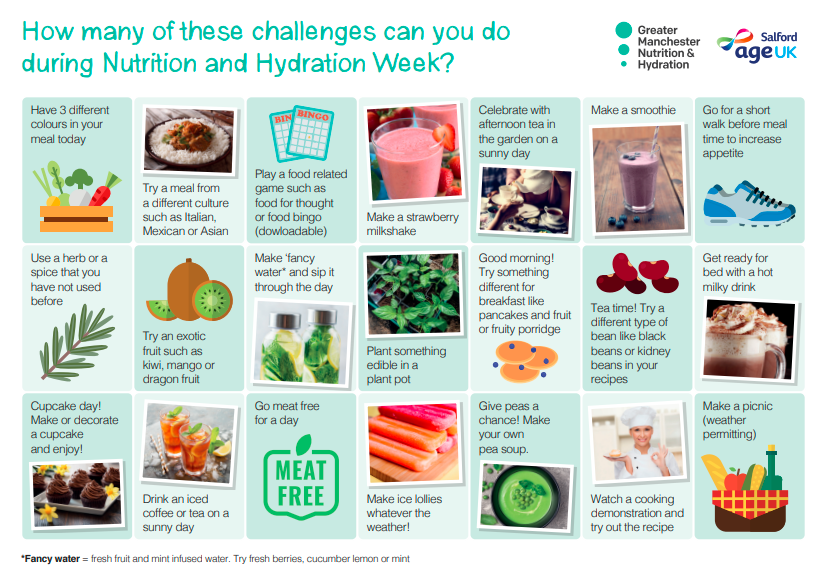 How many of these challenges can you do
during Nutrition and Hydration Week?
Greater
Manchester
Nutrition &
Hydration
Salford
age UK
Have 3 different
colours in your
meal today
Try a meal from
a different culture
such as Italian,
Mexican or Asian
BINGO
BINGO
Play a food related
game such as
food for thought
or food bingo
(dowloadable)
Make a strawberry
milkshake
Celebrate with
afternoon tea in
the garden on a
sunny day
Make a smoothie
Go for a short
walk before meal
time to increase
appetite
Use a herb or a
spice that you
have not used
before
Try an exotic
fruit such as
kiwi, mango or
dragon fruit
Make 'fancy
water* and sip it
through the day
Plant something
edible in a
plant pot
Good morning!
Try something
different for
breakfast like
pancakes and fruit
or fruity porridge
Tea time! Try a
different type of
bean like black
beans or kidney
beans in your
recipes
Get ready for
bed with a hot
milky drink
Cupcake day!
Make or decorate
a cupcake
and enjoy!
Drink an iced
coffee or tea on a
sunny day
Go meat free
for a day
MEAT
FREE
Make ice lollies
whatever the
weather!
Give peas a
chance! Make
your own
pea soup.
Watch a cooking
demonstration and
try out the recipe
Make a picnic
(weather
permitting)
*Fancy water = fresh fruit and mint infused water. Try fresh berries, cucumber lemon or mint